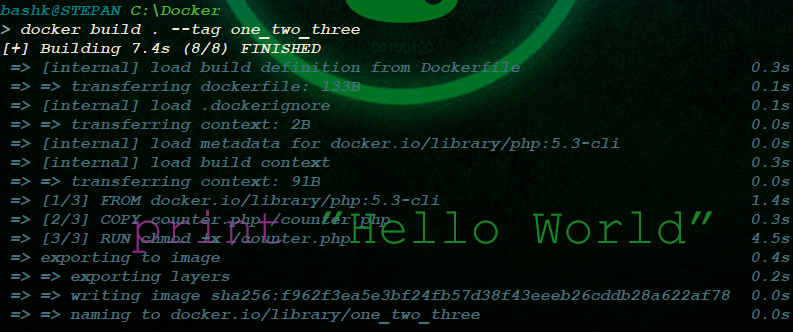 bashk@STEPAN C:\Docker
> docker build . --tag one_two_three
[+] Building 7.4s (8/8) FINISHED
00100100
=> [internal] load build definition from Dockerfile 0.3s
=> => transferring dockerfile: 133B 0.1s
=> [internal] load .dockerignore 0.1s
=> => transferring context: 2B 0.0s
=> [internal] load metadata for docker.io/library/php:5.3-cli 0.0s
=> [internal] load build context 0.3s
=> => transferring context: 91B 0.0s
=> [1/3] FROM docker.io/library/php:5.3-cli 1.4s
=> [2/3] COPY counter.php /counter.php 0.3s
print "Hello World"
=> [3/3] RUN chmod +x /counter.php 4.5s
=> exporting to image 0.4s
=> => exporting layers 0.2s
=> => writing image sha256:f962f3ea5e3bf24fb57d38f43eeeb26cddb28a622af78 0.0s
=> => naming to docker.io/library/one_two_three 0.0s